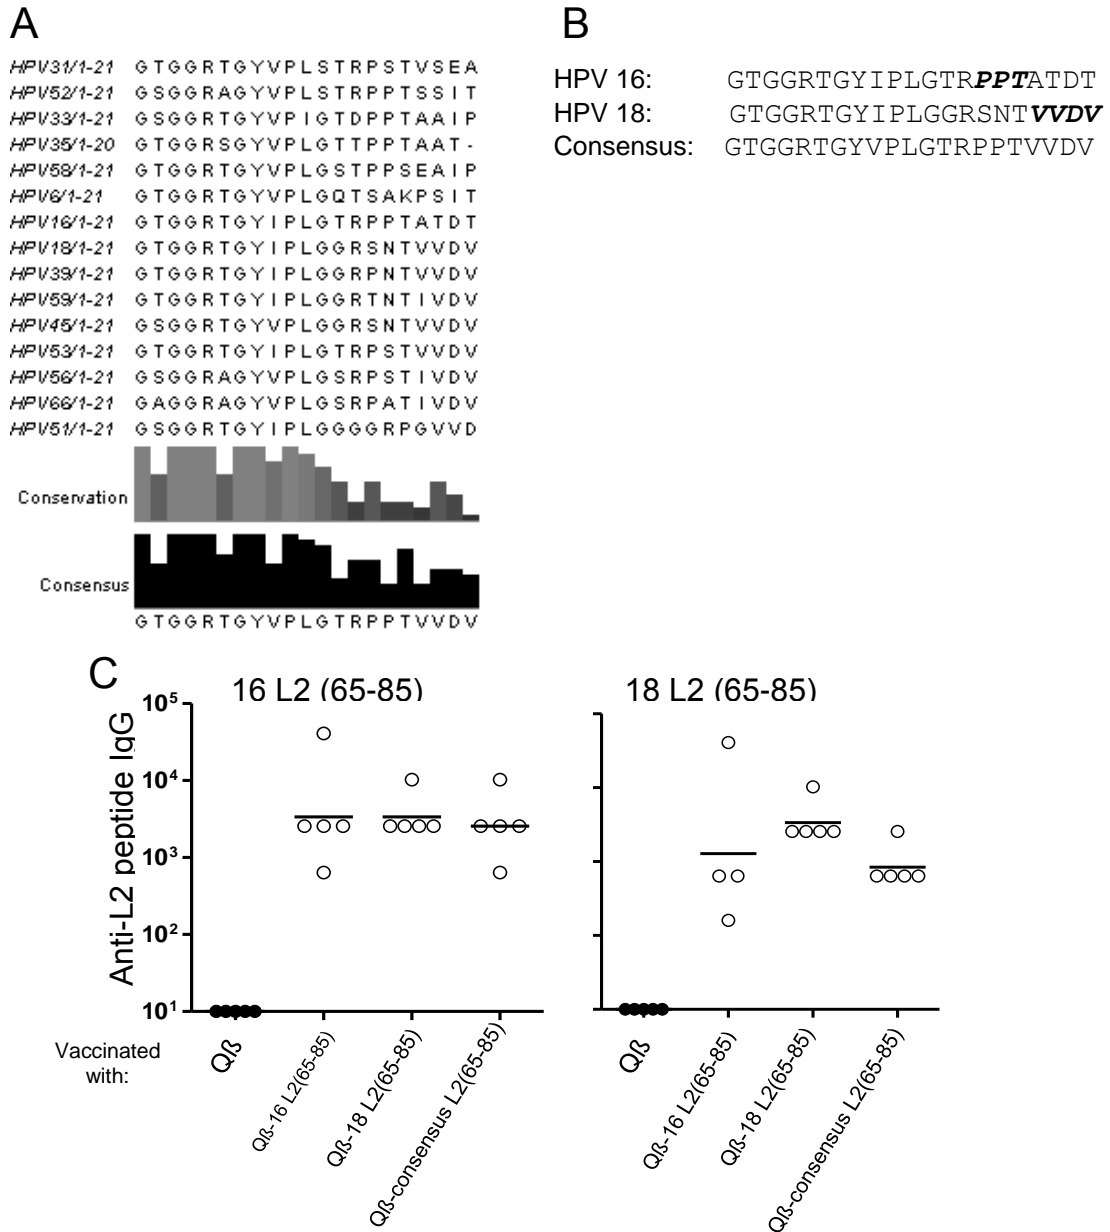 A
HPV31/1-21 GTGGRTGYVPLSTRPSTVSEA
HPV52/1-21 GSGGRAGYVPLSTRPPTSSIT
HPV33/1-21 GSGGRTGYVPIGTDPPTAAIP
HPV35/1-20 GTGGRSGYVPLGTTPPTAAT-
HPV58/1-21 GTGGRTGYVPLGSTPPSEAIP
HPV6/1-21 GTGGRTGYVPLGQTSAKPSIT
HPV16/1-21 GTGGRTGYIPLGTRPPTATDT
HPV18/1-21 GTGGRTGYIPLGGRSNTVVDV
HPV39/1-21 GTGGRTGYIPLGGRPNTVVDV
HPV59/1-21 GTGGRTGYIPLGGRTNTIVDV
HPV45/1-21 GSGGRTGYVPLGGRSNTVVDV
HPV53/1-21 GTGGRTGYIPLGTRPSTVVDV
HPV56/1-21 GSGGRAGYVPLGSRPSTIVDV
HPV66/1-21 GAGGRAGYVPLGSRPATIVDV
HPV51/1-21 GSGGRTGYIPLGGGGRPGVVD
Conservation
Consensus
GTGGRTGYVPLGTRPPTVVDV
B
HPV 16: GTGGRTGYIPLGTRPPTATDT
HPV 18: GTGGRTGYIPLGGRSNTVVDV
Consensus: GTGGRTGYVPLGTRPPTVVDV
C
16 L2 (65-85)
18 L2 (65-85)
Anti-L2 peptide IgG
10⁵
10⁴
10³
10²
10¹
Vaccinated
with:
Qß
Qß-16 L2(65-85)
Qß-18 L2(65-85)
Qß-consensus L2(65-85)
Qß
Qß-16 L2(65-85)
Qß-18 L2(65-85)
Qß-consensus L2(65-85)